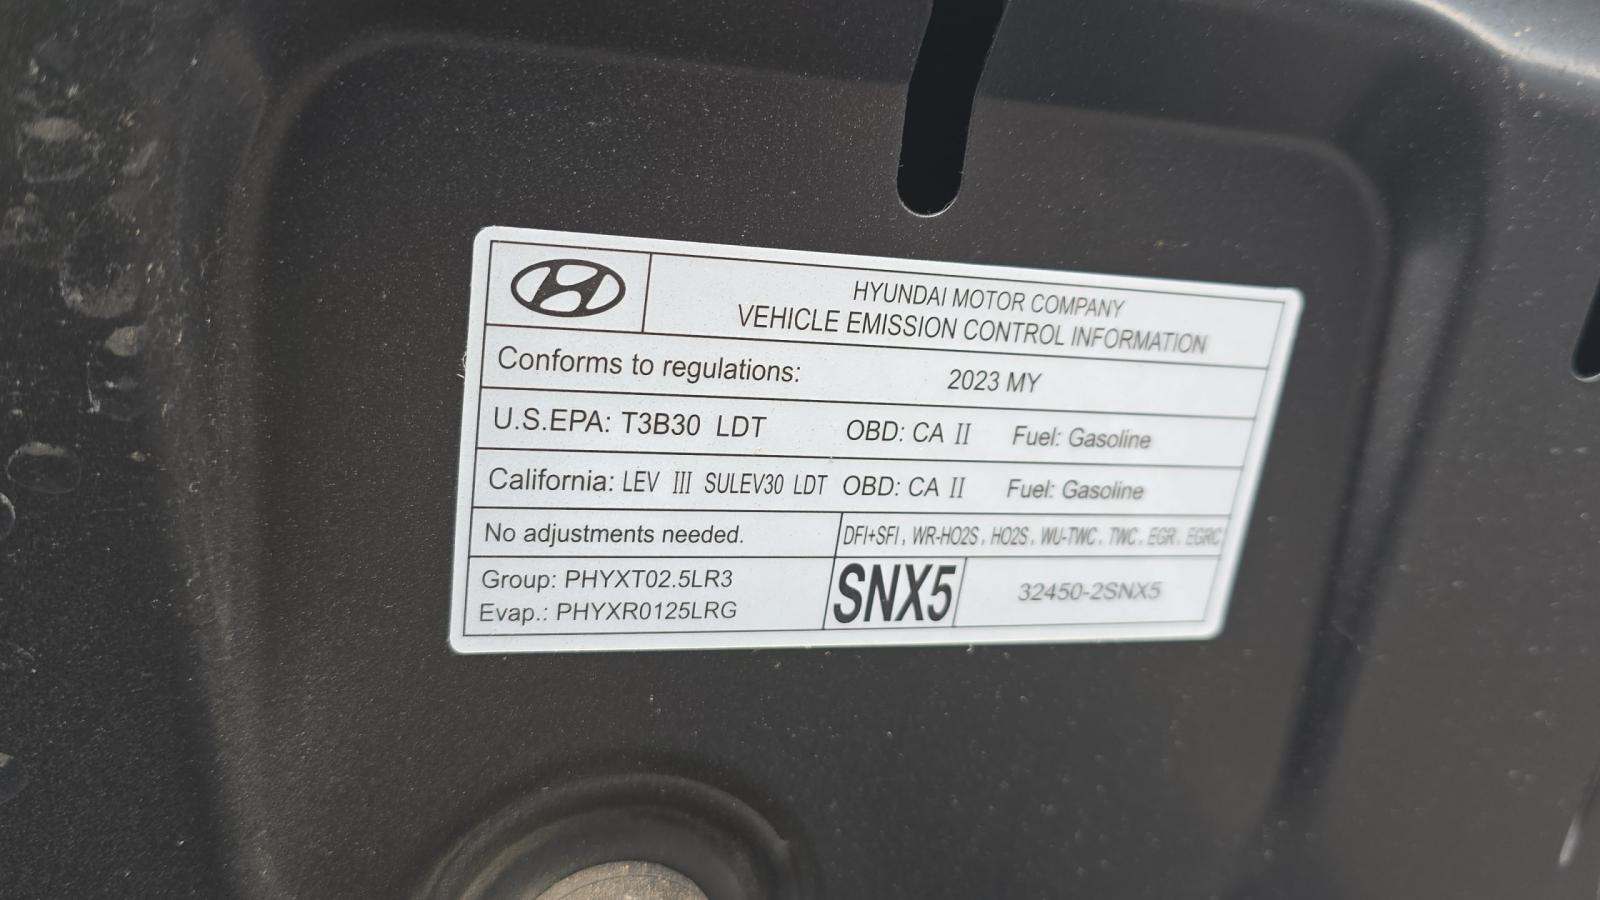 HYUNDAI MOTOR COMPANY
VEHICLE EMISSION CONTROL INFORMATION
Conforms to regulations: 2023 MY
U.S.EPA: T3B30 LDT OBD: CA II Fuel: Gasoline
California: LEV III SULEV30 LDT OBD: CA II Fuel: Gasoline
No adjustments needed. DFI+SFI, WR-HO2S, HO2S, WU-TWC, TWC, EGR, EGRC
Group: PHYXT02.5LR3
Evap.: PHYXR0125LRG
SNX5 32450-2SNX5